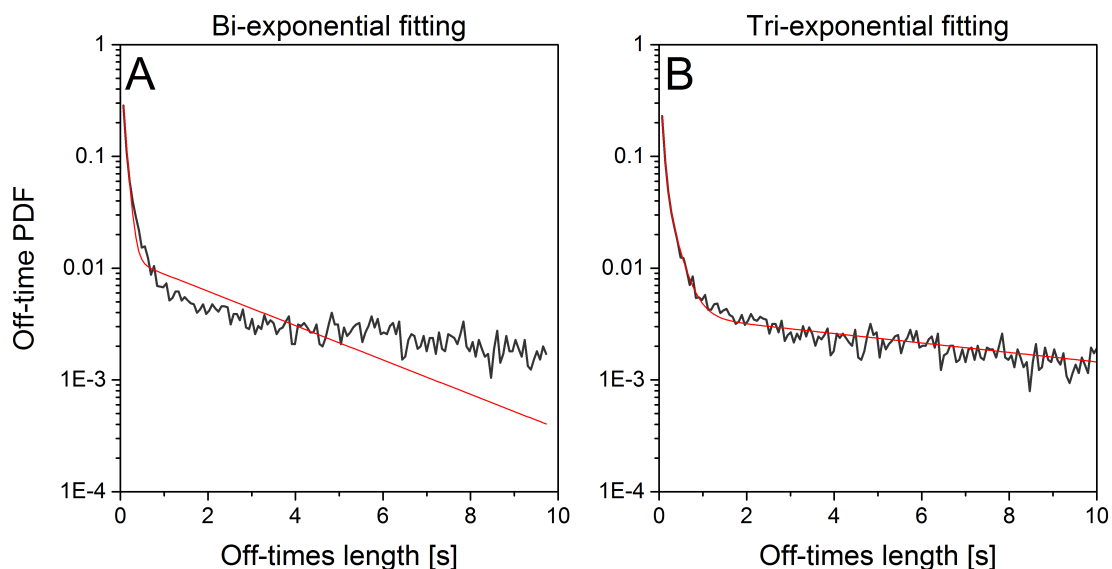 Bi-exponential fitting
A
Off-time PDF
1
0.1
0.01
1E-3
1E-4
0 2 4 6 8 10
Off-times length [s]
Tri-exponential fitting
B
1
0.1
0.01
1E-3
1E-4
0 2 4 6 8 10
Off-times length [s]